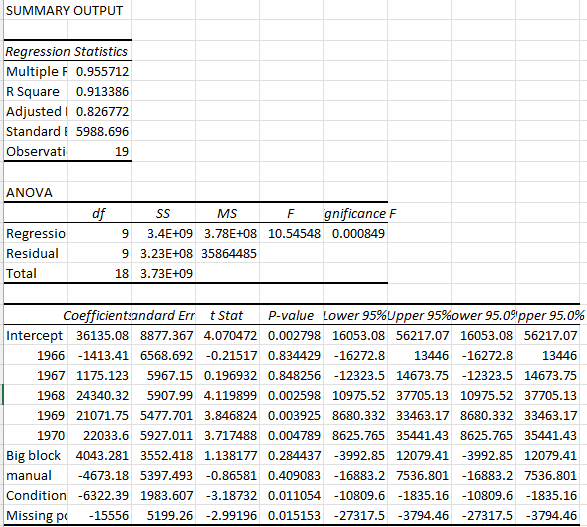 SUMMARY OUTPUT
Regression Statistics
Multiple R 0.955712
R Square 0.913386
Adjusted 0.826772
Standard E 5988.696
Observati 19
ANOVA
df SS MS F gnificance F
Regressio 9 3.4E+09 3.78E+08 10.54548 0.000849
Residual 9 3.23E+08 35864485
Total 18 3.73E+09
Coefficients andard Err t Stat P-value Lower 95% Upper 95% ower 95.0% pper 95.0%
Intercept 36135.08 8877.367 4.070472 0.002798 16053.08 56217.07 16053.08 56217.07
1966 -1413.41 6568.692 -0.21517 0.834429 -16272.8 13446 -16272.8 13446
1967 1175.123 5967.15 0.196932 0.848256 -12323.5 14673.75 -12323.5 14673.75
1968 24340.32 5907.99 4.119899 0.002598 10975.52 37705.13 10975.52 37705.13
1969 21071.75 5477.701 3.846824 0.003925 8680.332 33463.17 8680.332 33463.17
1970 22033.6 5927.011 3.717488 0.004789 8625.765 35441.43 8625.765 35441.43
Big block 4043.281 3552.418 1.138177 0.284437 -3992.85 12079.41 -3992.85 12079.41
manual -4673.18 5397.493 -0.86581 0.409083 -16883.2 7536.801 -16883.2 7536.801
Condition -6322.39 1983.607 -3.18732 0.011054 -10809.6 -1835.16 -10809.6 -1835.16
Missing po -15556 5199.26 -2.99196 0.015153 -27317.5 -3794.46 -27317.5 -3794.46